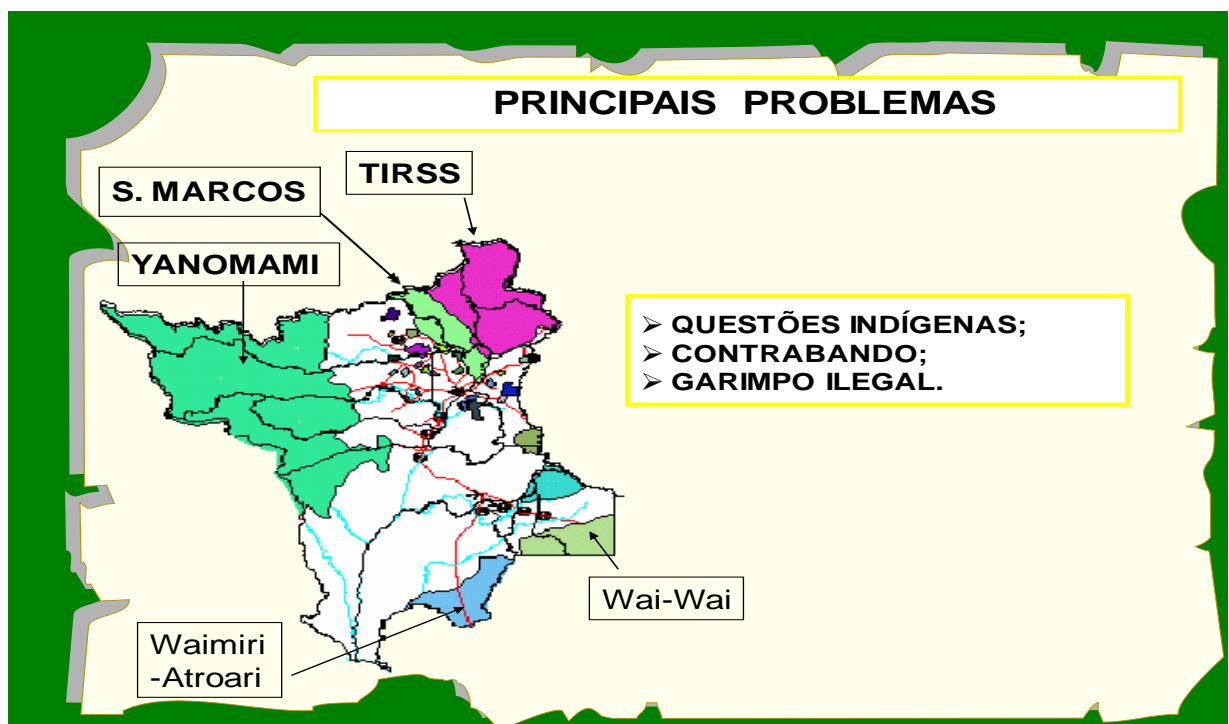 PRINCIPAIS PROBLEMAS
TIRSS
S. MARCOS
YANOMAMI
➢ QUESTÕES INDÍGENAS;
➢ CONTRABANDO;
➢ GARIMPO ILEGAL.
Wai-Wai
Waimiri
-Atroari